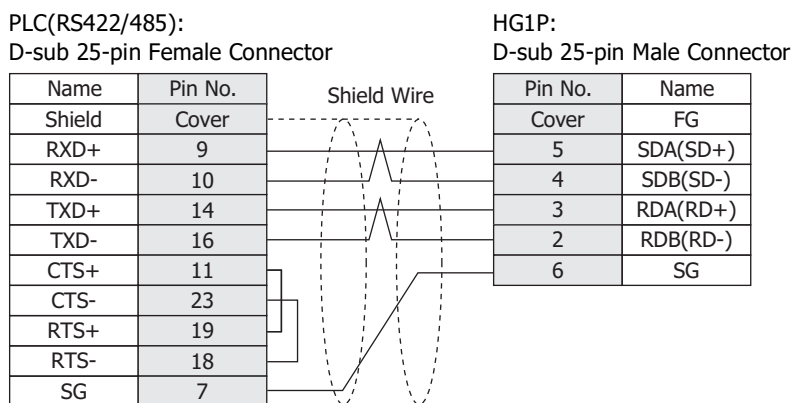 PLC(RS422/485):
D-sub 25-pin Female Connector
HG1P:
D-sub 25-pin Male Connector
Name Pin No.
Shield Cover
RXD+ 9
RXD- 10
TXD+ 14
TXD- 16
CTS+ 11
CTS- 23
RTS+ 19
RTS- 18
SG 7
Shield Wire
Pin No. Name
Cover FG
5 SDA(SD+)
4 SDB(SD-)
3 RDA(RD+)
2 RDB(RD-)
6 SG